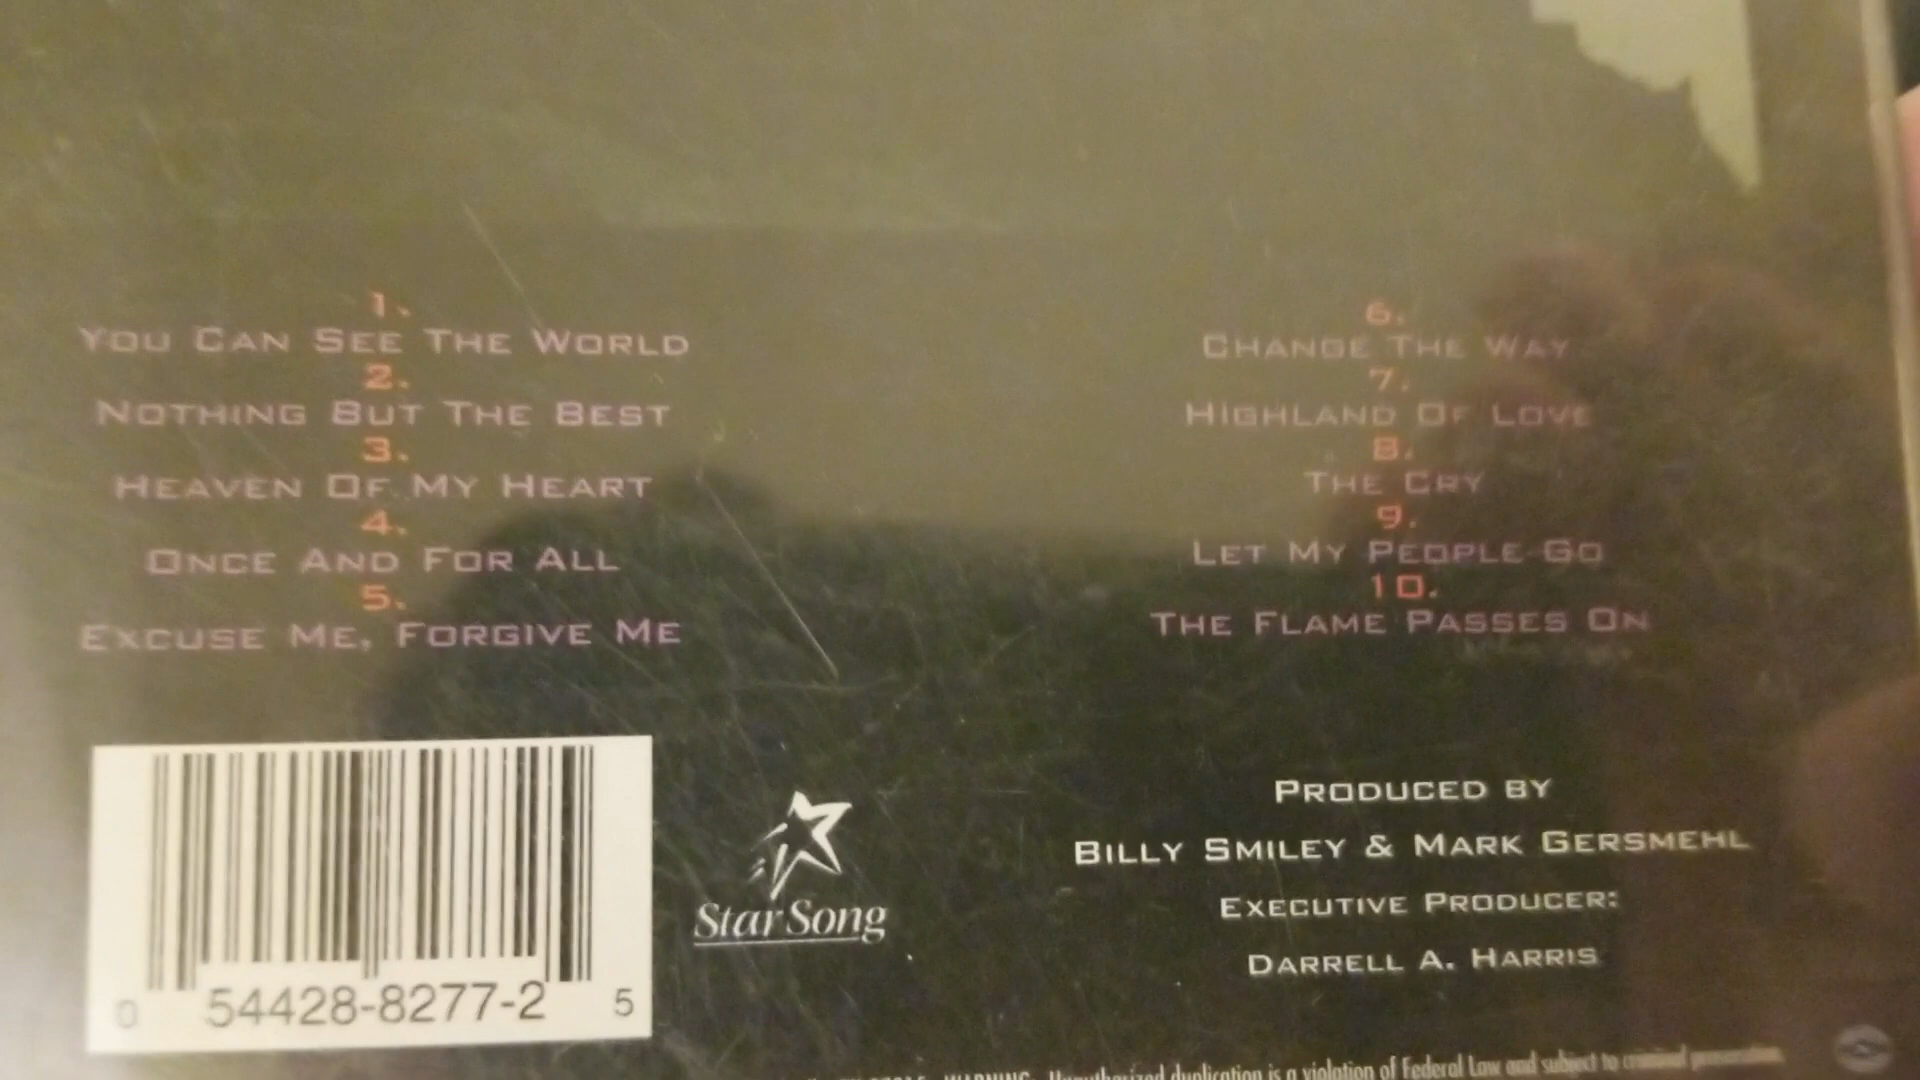 1.
You Can See The World
2.
Nothing But The Best
3.
Heaven Of My Heart
4.
Once And For All
5.
Excuse Me, Forgive Me
6.
Change The Way
7.
Highland Of Love
8.
The Cry
9.
Let My People Go
10.
The Flame Passes On
0 54428-8277-2 5
Star Song
Produced by
Billy Smiley & Mark Gersmehl
Executive Producer:
Darrell A. Harris
WARNING: Unauthorized duplication is a violation of Federal Law and subject to criminal prosecution.